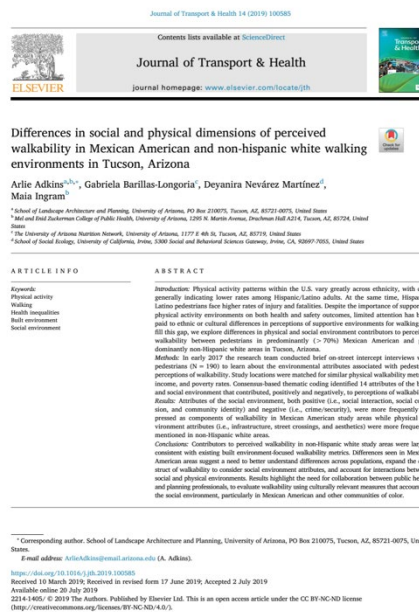 Journal of Transport & Health 14 (2019) 100585
Contents lists available at ScienceDirect
Journal of Transport & Health
journal homepage: www.elsevier.com/locate/jth
ELSEVIER
Differences in social and physical dimensions of perceived
walkability in Mexican American and non-hispanic white walking
environments in Tucson, Arizona
Arlie Adkins a,b,*, Gabriela Barillas-Longoria c, Deyanira Nevárez Martínez d,
Maia Ingram b
a School of Landscape Architecture and Planning, University of Arizona, PO Box 210075, Tucson, AZ, 85721-0075, United States
b Mel and Enid Zuckerman College of Public Health, University of Arizona, 1295 N. Martin Avenue, Drachman Hall A214, Tucson, AZ, 85724, United
States
c The University of Arizona Nutrition Network, University of Arizona, 1177 E 4th St, Tucson, AZ, 85719, United States
d School of Social Ecology, University of California, Irvine, 5300 Social and Behavioral Sciences Gateway, Irvine, CA, 92697-7055, United States
ARTICLE INFO
Keywords:
Physical activity
Walking
Health inequalities
Built environment
Social environment
ABSTRACT
Introduction: Physical activity patterns within the U.S. vary greatly across ethnicity, with
generally indicating lower rates among Hispanic/Latino adults. At the same time, Hispa
Latino pedestrians face higher rates of injury and fatalities. Despite the importance of suppor
physical activity environments on both health and safety outcomes, limited attention has b
paid to ethnic or cultural differences in perceptions of supportive environments for walking.
fill this gap, we explore differences in physical and social environment contributors to percei
walkability between pedestrians in predominantly (>70%) Mexican American and
dominantly non-Hispanic white areas in Tucson, Arizona.
Methods: In early 2017 the research team conducted brief on-street intercept interviews
pedestrians (N = 190) to learn about the environmental attributes associated with pedest
perceptions of walkability. Study locations were matched for similar physical walkability metr
income, and poverty rates. Consensus-based thematic coding identified 14 attributes of the b
and social environment that contributed, positively and negatively, to perceptions of walkabili
Results: Attributes of the social environment, both positive (i.e., social interaction, social co
sion, and community identity) and negative (i.e., crime/security), were more frequently
pressed as components of walkability in Mexican American study areas while physical
vironment attributes (i.e., infrastructure, street crossings, and aesthetics) were more freque
mentioned in non-Hispanic white areas.
Conclusions: Contributors to perceived walkability in non-Hispanic white study areas were lar
consistent with existing built environment-focused walkability metrics. Differences seen in Mex
American areas suggest a need to better understand differences across populations, expand the
struct of walkability to consider social environment attributes, and account for interactions betw
social and physical environments. Results highlight the need for collaboration between public he
and planning professionals, to evaluate walkability using culturally relevant measures that account
the social environment, particularly in Mexican American and other communities of color.
* Corresponding author. School of Landscape Architecture and Planning, University of Arizona, PO Box 210075, Tucson, AZ, 85721-0075, Un
States.
E-mail address: ArlieAdkins@email.arizona.edu (A. Adkins).
https://doi.org/10.1016/j.jth.2019.100585
Received 10 March 2019; Received in revised form 17 June 2019; Accepted 2 July 2019
Available online 20 July 2019
2214-1405/ © 2019 The Authors. Published by Elsevier Ltd. This is an open access article under the CC BY-NC-ND license
(http://creativecommons.org/licenses/BY-NC-ND/4.0/).